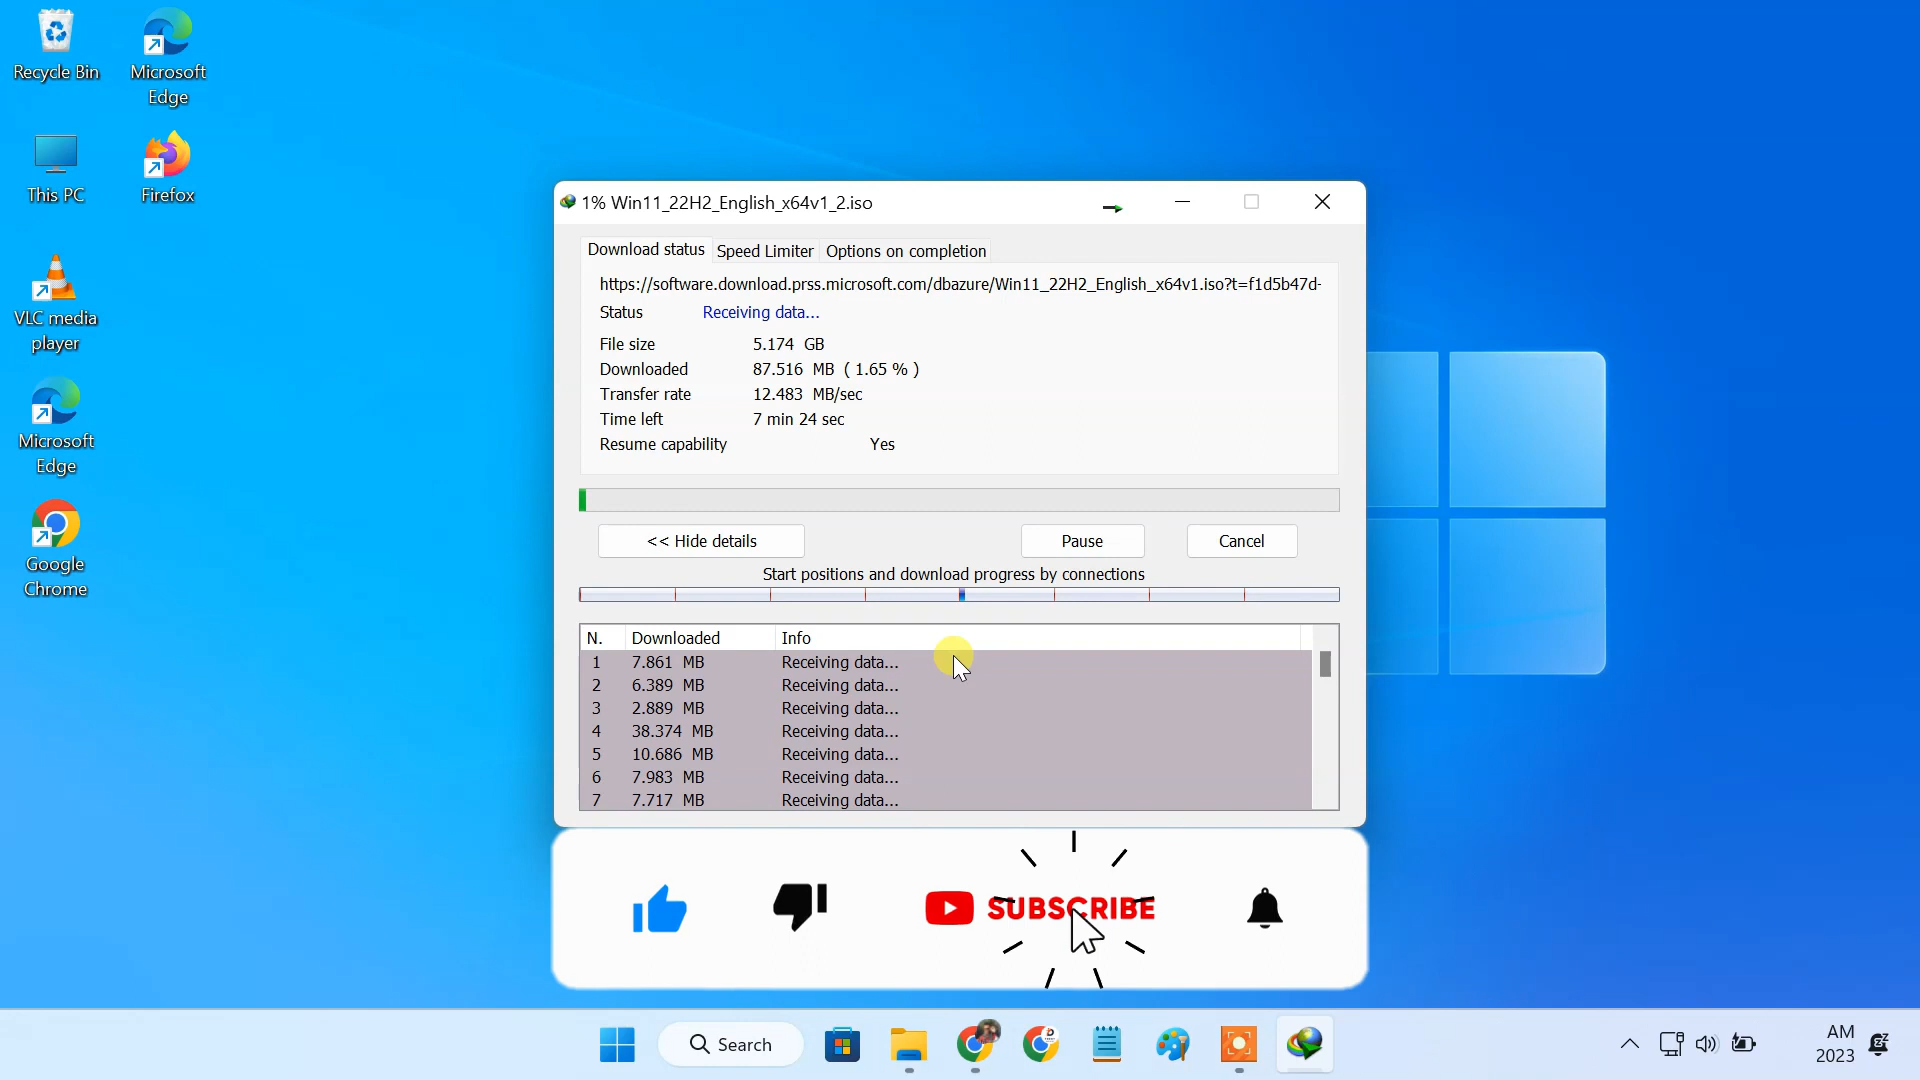 Recycle Bin
Microsoft
Edge
This PC
Firefox
VLC media
player
Microsoft
Edge
Google
Chrome
1% Win11_22H2_English_x64v1_2.iso
Download status
Speed Limiter
Options on completion
https://software.download.prss.microsoft.com/dbazure/Win11_22H2_English_x64v1.iso?t=f1d5b47d-
Status Receiving data...
File size 5.174 GB
Downloaded 87.516 MB ( 1.65 % )
Transfer rate 12.483 MB/sec
Time left 7 min 24 sec
Resume capability Yes
<< Hide details
Pause
Cancel
Start positions and download progress by connections
N. Downloaded Info
1 7.861 MB Receiving data...
2 6.389 MB Receiving data...
3 2.889 MB Receiving data...
4 38.374 MB Receiving data...
5 10.686 MB Receiving data...
6 7.983 MB Receiving data...
7 7.717 MB Receiving data...
SUBSCRIBE
Search
AM
2023